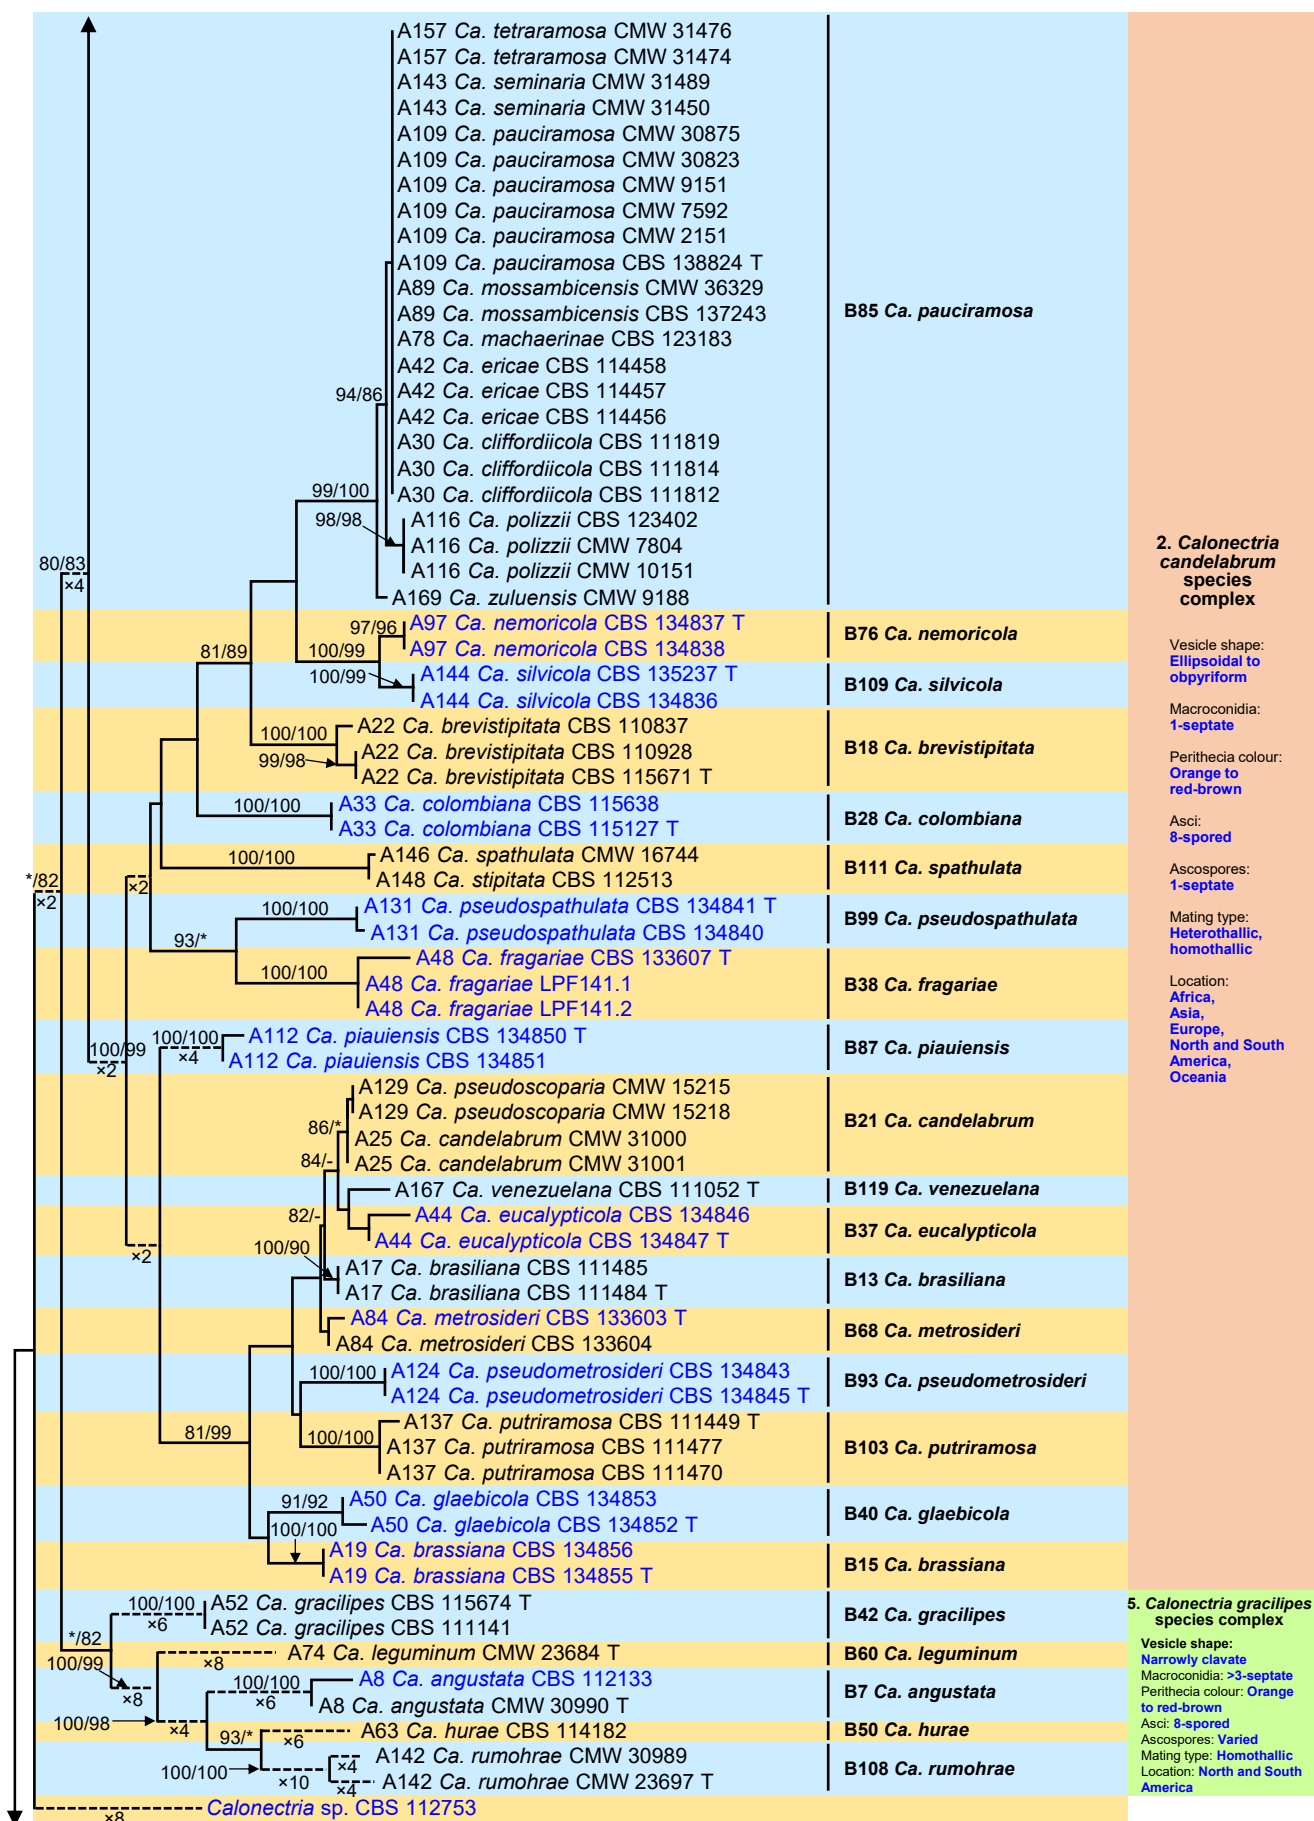 A157 Ca. tetraramosa CMW 31476
A157 Ca. tetraramosa CMW 31474
A143 Ca. seminaria CMW 31489
A143 Ca. seminaria CMW 31450
A109 Ca. pauciramosa CMW 30875
A109 Ca. pauciramosa CMW 30823
A109 Ca. pauciramosa CMW 9151
A109 Ca. pauciramosa CMW 7592
A109 Ca. pauciramosa CMW 2151
A109 Ca. pauciramosa CBS 138824 T
A89 Ca. mossambicensis CMW 36329
A89 Ca. mossambicensis CBS 137243
A78 Ca. machaerinae CBS 123183
A42 Ca. ericae CBS 114458
A42 Ca. ericae CBS 114457
A42 Ca. ericae CBS 114456
A30 Ca. cliffordiicola CBS 111819
A30 Ca. cliffordiicola CBS 111814
A30 Ca. cliffordiicola CBS 111812
A116 Ca. polizzii CBS 123402
A116 Ca. polizzii CMW 7804
A116 Ca. polizzii CMW 10151
A169 Ca. zuluensis CMW 9188
B85 Ca. pauciramosa
94/86
99/100
98/98
80/83
×4
A97 Ca. nemoricola CBS 134837 T
A97 Ca. nemoricola CBS 134838
B76 Ca. nemoricola
97/96
81/89
100/99
100/99
A144 Ca. silvicola CBS 135237 T
A144 Ca. silvicola CBS 134836
B109 Ca. silvicola
A22 Ca. brevistipitata CBS 110837
A22 Ca. brevistipitata CBS 110928
A22 Ca. brevistipitata CBS 115671 T
B18 Ca. brevistipitata
100/100
99/98
A33 Ca. colombiana CBS 115638
A33 Ca. colombiana CBS 115127 T
B28 Ca. colombiana
100/100
A146 Ca. spathulata CMW 16744
A148 Ca. stipitata CBS 112513
B111 Ca. spathulata
100/100
*/82
×2
×2
A131 Ca. pseudospathulata CBS 134841 T
A131 Ca. pseudospathulata CBS 134840
B99 Ca. pseudospathulata
100/100
93/*
A48 Ca. fragariae CBS 133607 T
A48 Ca. fragariae LPF141.1
A48 Ca. fragariae LPF141.2
B38 Ca. fragariae
100/100
A112 Ca. piauiensis CBS 134850 T
A112 Ca. piauiensis CBS 134851
B87 Ca. piauiensis
100/100
×4
100/99
×2
A129 Ca. pseudoscoparia CMW 15215
A129 Ca. pseudoscoparia CMW 15218
A25 Ca. candelabrum CMW 31000
A25 Ca. candelabrum CMW 31001
B21 Ca. candelabrum
86/*
84/-
A167 Ca. venezuelana CBS 111052 T
B119 Ca. venezuelana
82/-
A44 Ca. eucalypticola CBS 134846
A44 Ca. eucalypticola CBS 134847 T
B37 Ca. eucalypticola
×2
100/90
A17 Ca. brasiliana CBS 111485
A17 Ca. brasiliana CBS 111484 T
B13 Ca. brasiliana
A84 Ca. metrosideri CBS 133603 T
A84 Ca. metrosideri CBS 133604
B68 Ca. metrosideri
A124 Ca. pseudometrosideri CBS 134843
A124 Ca. pseudometrosideri CBS 134845 T
B93 Ca. pseudometrosideri
100/100
A137 Ca. putriramosa CBS 111449 T
A137 Ca. putriramosa CBS 111477
A137 Ca. putriramosa CBS 111470
B103 Ca. putriramosa
81/99
100/100
A50 Ca. glaebicola CBS 134853
A50 Ca. glaebicola CBS 134852 T
B40 Ca. glaebicola
91/92
100/100
A19 Ca. brassiana CBS 134856
A19 Ca. brassiana CBS 134855 T
B15 Ca. brassiana
A52 Ca. gracilipes CBS 115674 T
A52 Ca. gracilipes CBS 111141
B42 Ca. gracilipes
100/100
×6
*/82
A74 Ca. leguminum CMW 23684 T
B60 Ca. leguminum
100/99
×8
×8
A8 Ca. angustata CBS 112133
A8 Ca. angustata CMW 30990 T
B7 Ca. angustata
100/100
×6
100/98
×4
A63 Ca. hurae CBS 114182
B50 Ca. hurae
93/*
×6
A142 Ca. rumohrae CMW 30989
A142 Ca. rumohrae CMW 23697 T
B108 Ca. rumohrae
100/100
×10
×4
×4
Calonectria sp. CBS 112753
×8
2. Calonectria
candelabrum
species
complex
Vesicle shape:
Ellipsoidal to
obpyriform
Macroconidia:
1-septate
Perithecia colour:
Orange to
red-brown
Asci:
8-spored
Ascospores:
1-septate
Mating type:
Heterothallic,
homothallic
Location:
Africa,
Asia,
Europe,
North and South
America,
Oceania
5. Calonectria gracilipes
species complex
Vesicle shape:
Narrowly clavate
Macroconidia: >3-septate
Perithecia colour: Orange
to red-brown
Asci: 8-spored
Ascospores: Varied
Mating type: Homothallic
Location: North and South
America